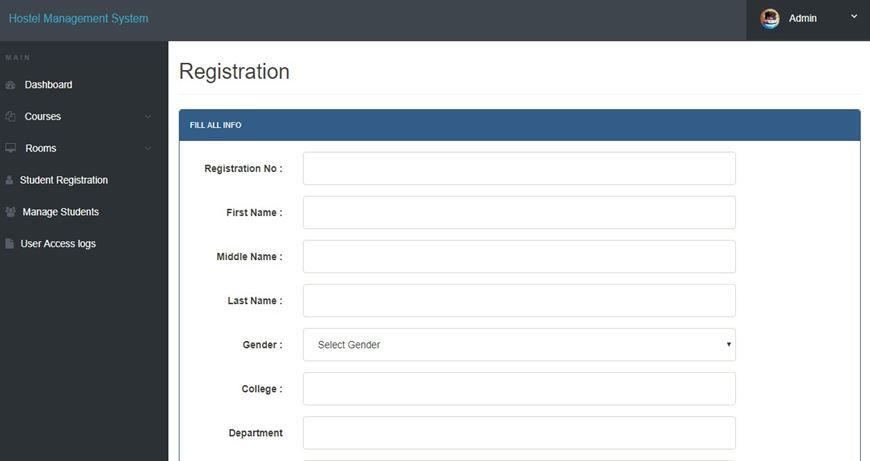 Hostel Management System
Admin
MAIN
Dashboard
Courses
Rooms
Student Registration
Manage Students
User Access logs
Registration
FILL ALL INFO
Registration No :
First Name :
Middle Name :
Last Name :
Gender : Select Gender
College :
Department